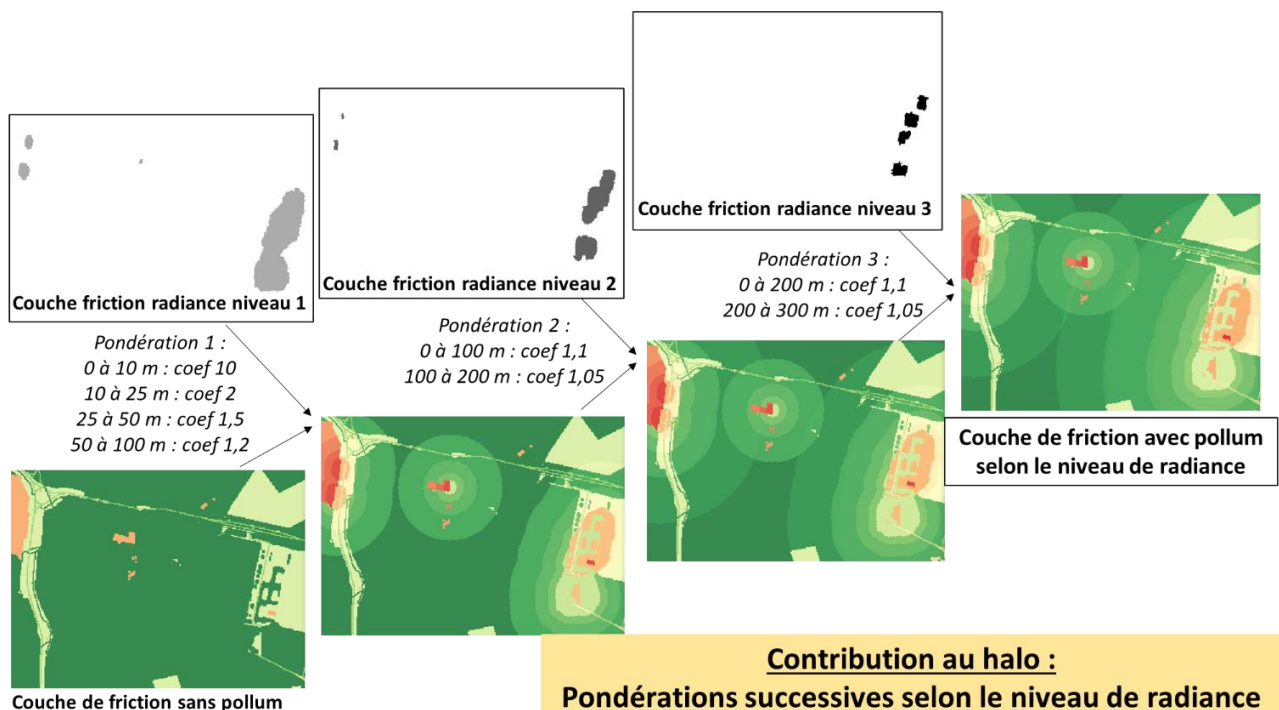 Couche friction radiance niveau 1
Couche friction radiance niveau 2
Couche friction radiance niveau 3
Pondération 1 :
0 à 10 m : coef 10
10 à 25 m : coef 2
25 à 50 m : coef 1,5
50 à 100 m : coef 1,2
Pondération 2 :
0 à 100 m : coef 1,1
100 à 200 m : coef 1,05
Pondération 3 :
0 à 200 m : coef 1,1
200 à 300 m : coef 1,05
Couche de friction avec pollum
selon le niveau de radiance
Couche de friction sans pollum
Contribution au halo :
Pondérations successives selon le niveau de radiance